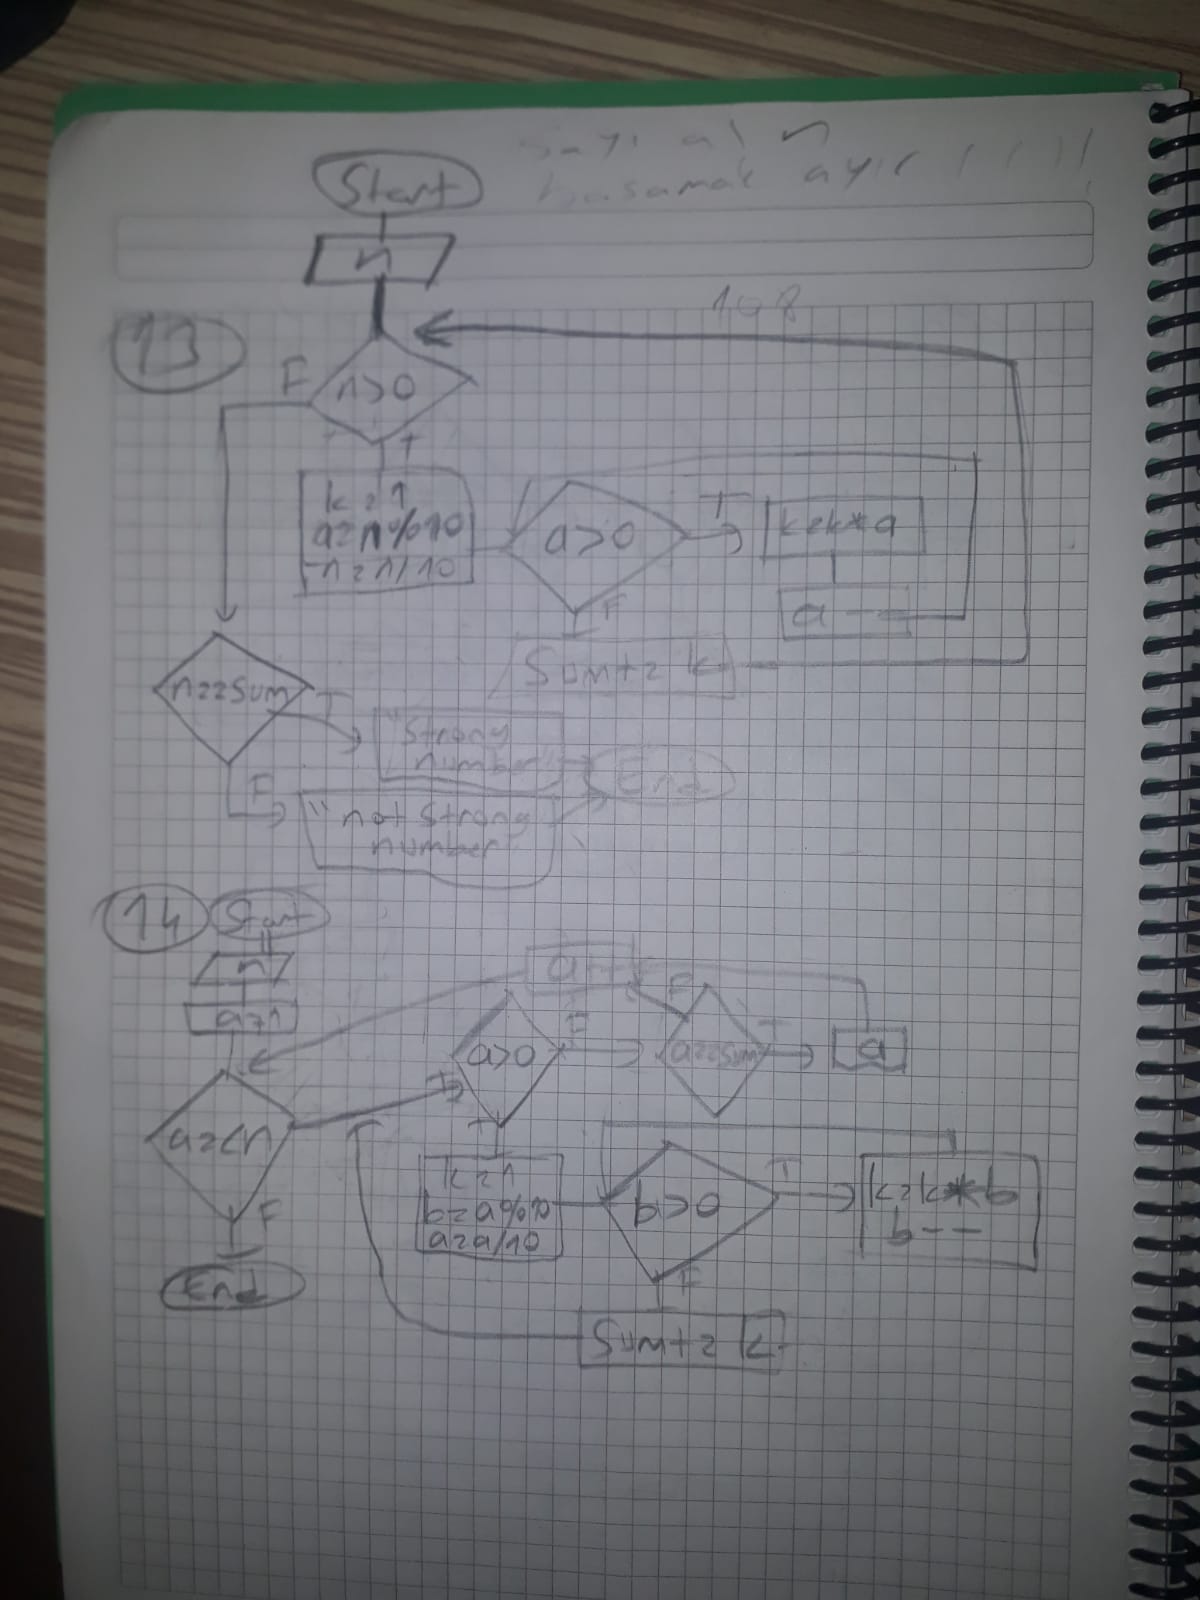 Sayı al n
basamak ayır
Start
n
108
13
F
n>0
T
k=1
a=n%10
n=n/10
a>0
T
k=k*a
a--
F
Sum+= k
n==Sum
T
"Strong
number"
End
F
"not Strong
number
14
Start
n
a=1
a=<n
T
F
End
a>0
F
a==sum
F
T
a
T
k=1
b=a%10
a=a/10
b>0
T
k=k*b
b--
F
Sum+= k